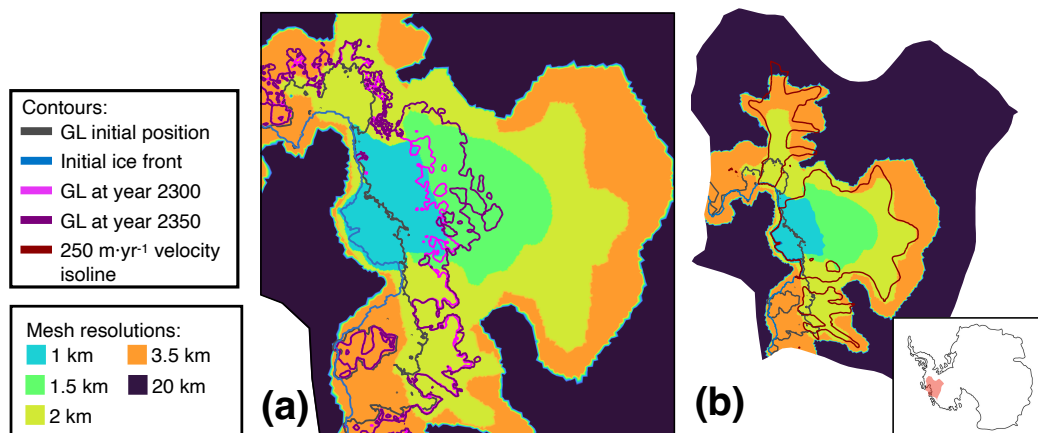 Contours:
GL initial position
Initial ice front
GL at year 2300
GL at year 2350
250 m·yr⁻¹ velocity
isoline
Mesh resolutions:
1 km
3.5 km
1.5 km
20 km
2 km
(a)
(b)